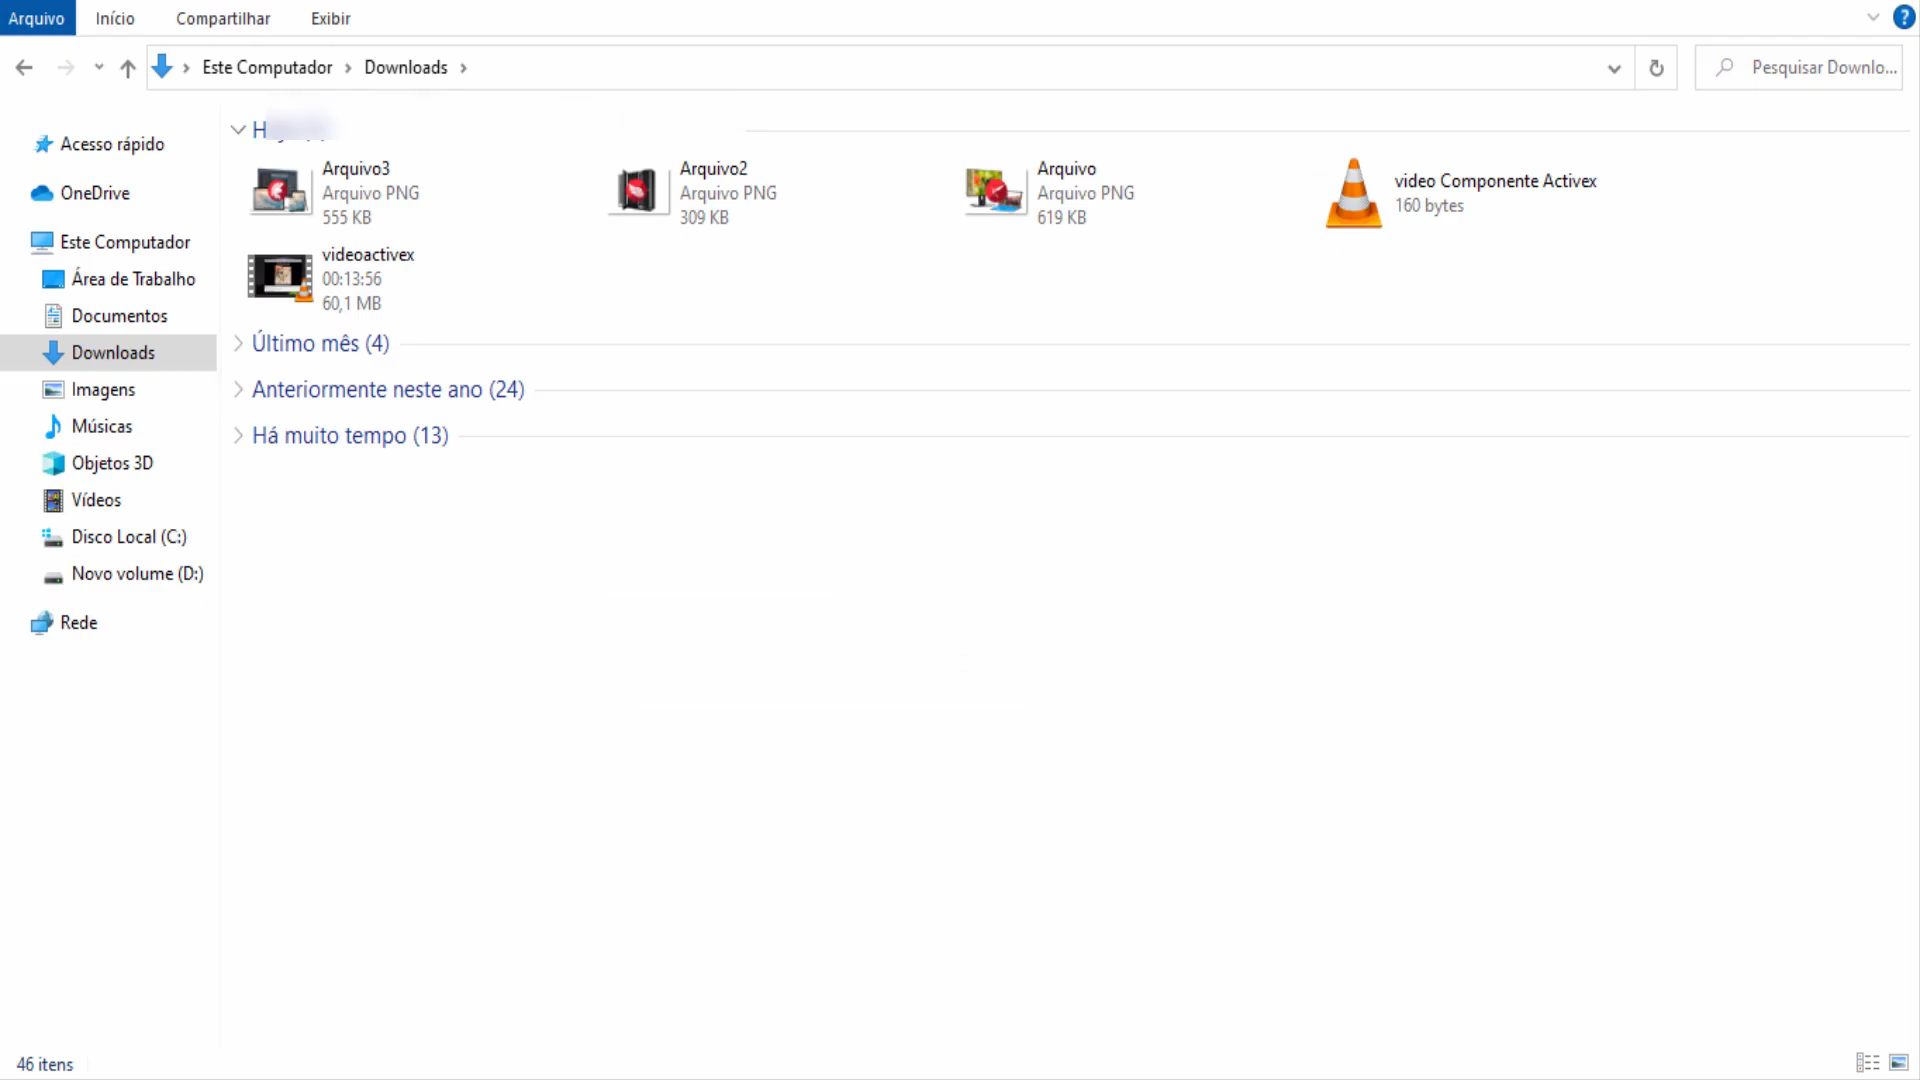 Arquivo Início Compartilhar Exibir
Este Computador Downloads
Pesquisar Downlo...
Acesso rápido
OneDrive
Este Computador
Área de Trabalho
Documentos
Downloads
Imagens
Músicas
Objetos 3D
Vídeos
Disco Local (C:)
Novo volume (D:)
Rede
Arquivo3
Arquivo PNG
555 KB
Arquivo2
Arquivo PNG
309 KB
Arquivo
Arquivo PNG
619 KB
video Componente Activex
160 bytes
videoactivex
00:13:56
60,1 MB
Último mês (4)
Anteriormente neste ano (24)
Há muito tempo (13)
46 itens